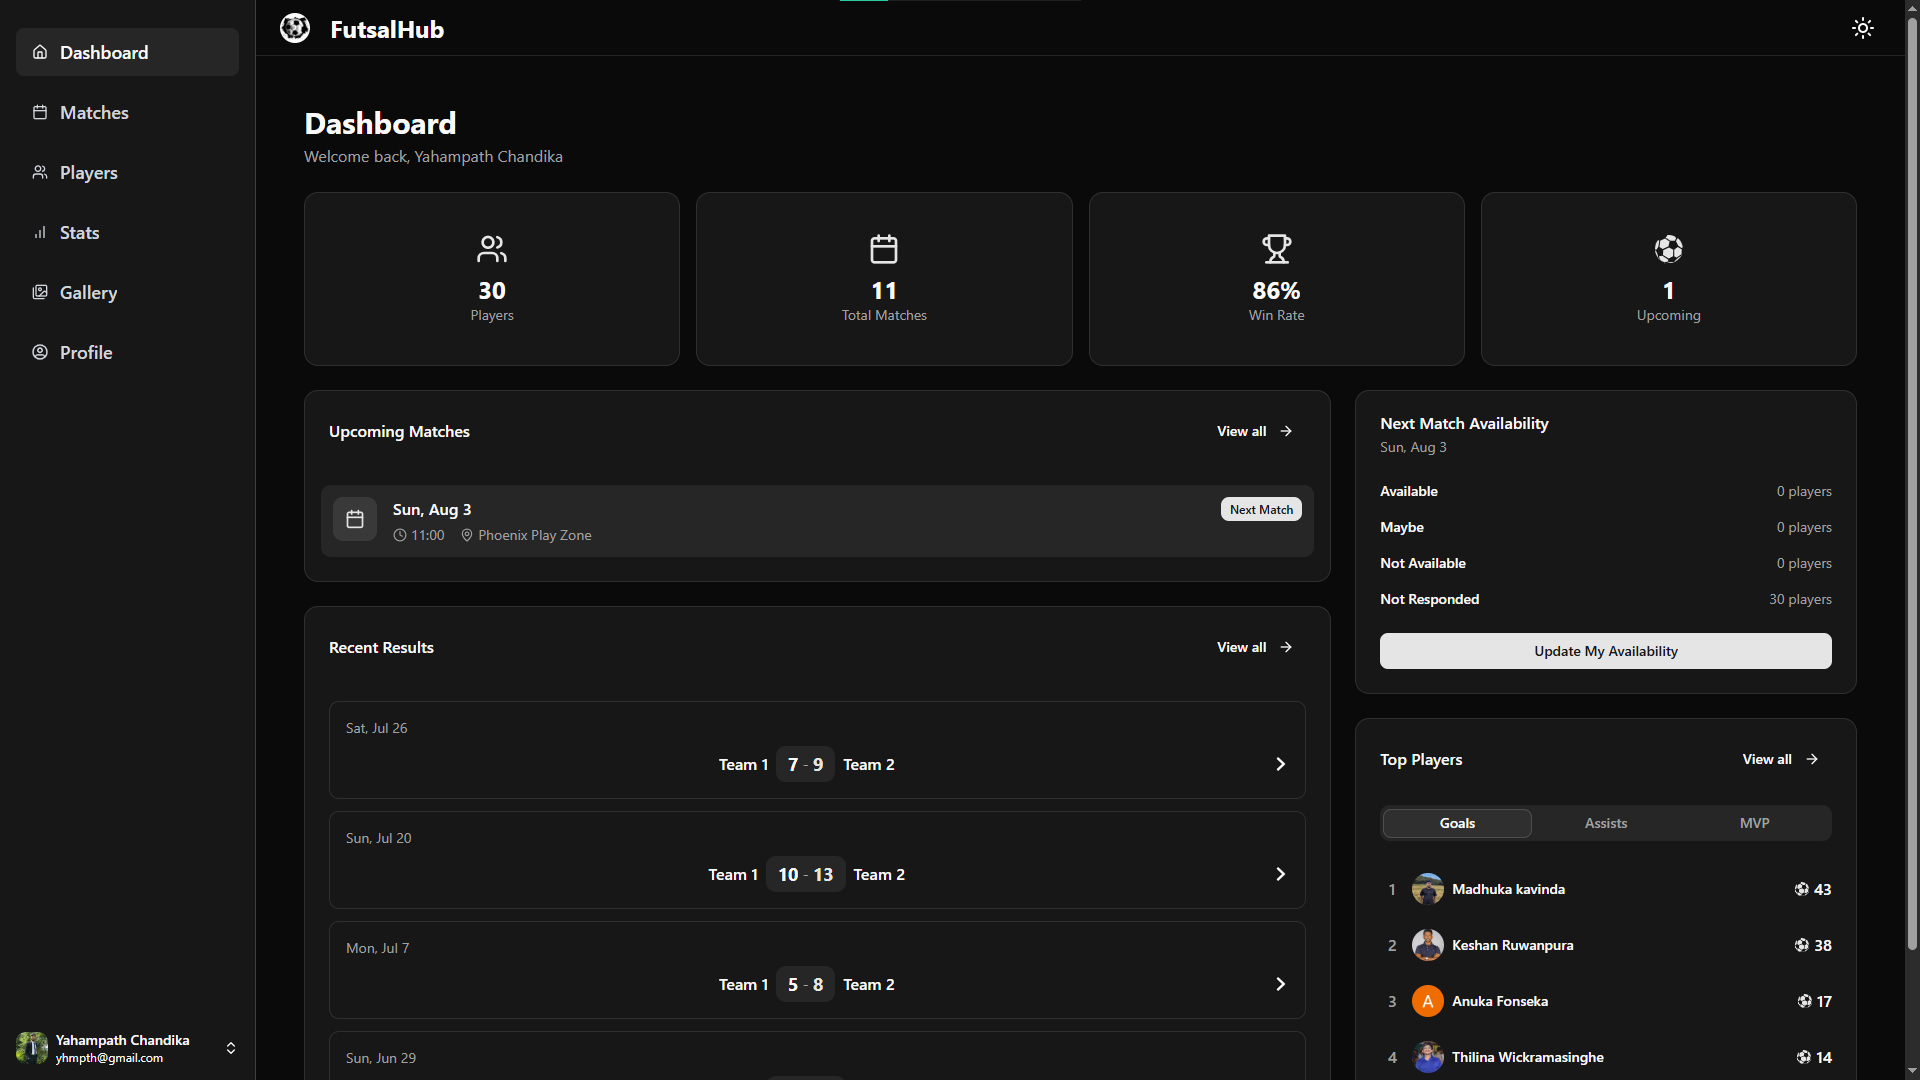 Dashboard
Matches
Players
Stats
Gallery
Profile
Yahampath Chandika
yhmpth@gmail.com
FutsalHub
Dashboard
Welcome back, Yahampath Chandika
30
Players
11
Total Matches
86%
Win Rate
1
Upcoming
Upcoming Matches
View all
Sun, Aug 3
11:00 Phoenix Play Zone
Next Match
Recent Results
View all
Sat, Jul 26
Team 1 7 - 9 Team 2
Sun, Jul 20
Team 1 10 - 13 Team 2
Mon, Jul 7
Team 1 5 - 8 Team 2
Sun, Jun 29
Next Match Availability
Sun, Aug 3
Available 0 players
Maybe 0 players
Not Available 0 players
Not Responded 30 players
Update My Availability
Top Players
View all
Goals Assists MVP
1 Madhuka kavinda 43
2 Keshan Ruwanpura 38
3 A Anuka Fonseka 17
4 Thilina Wickramasinghe 14